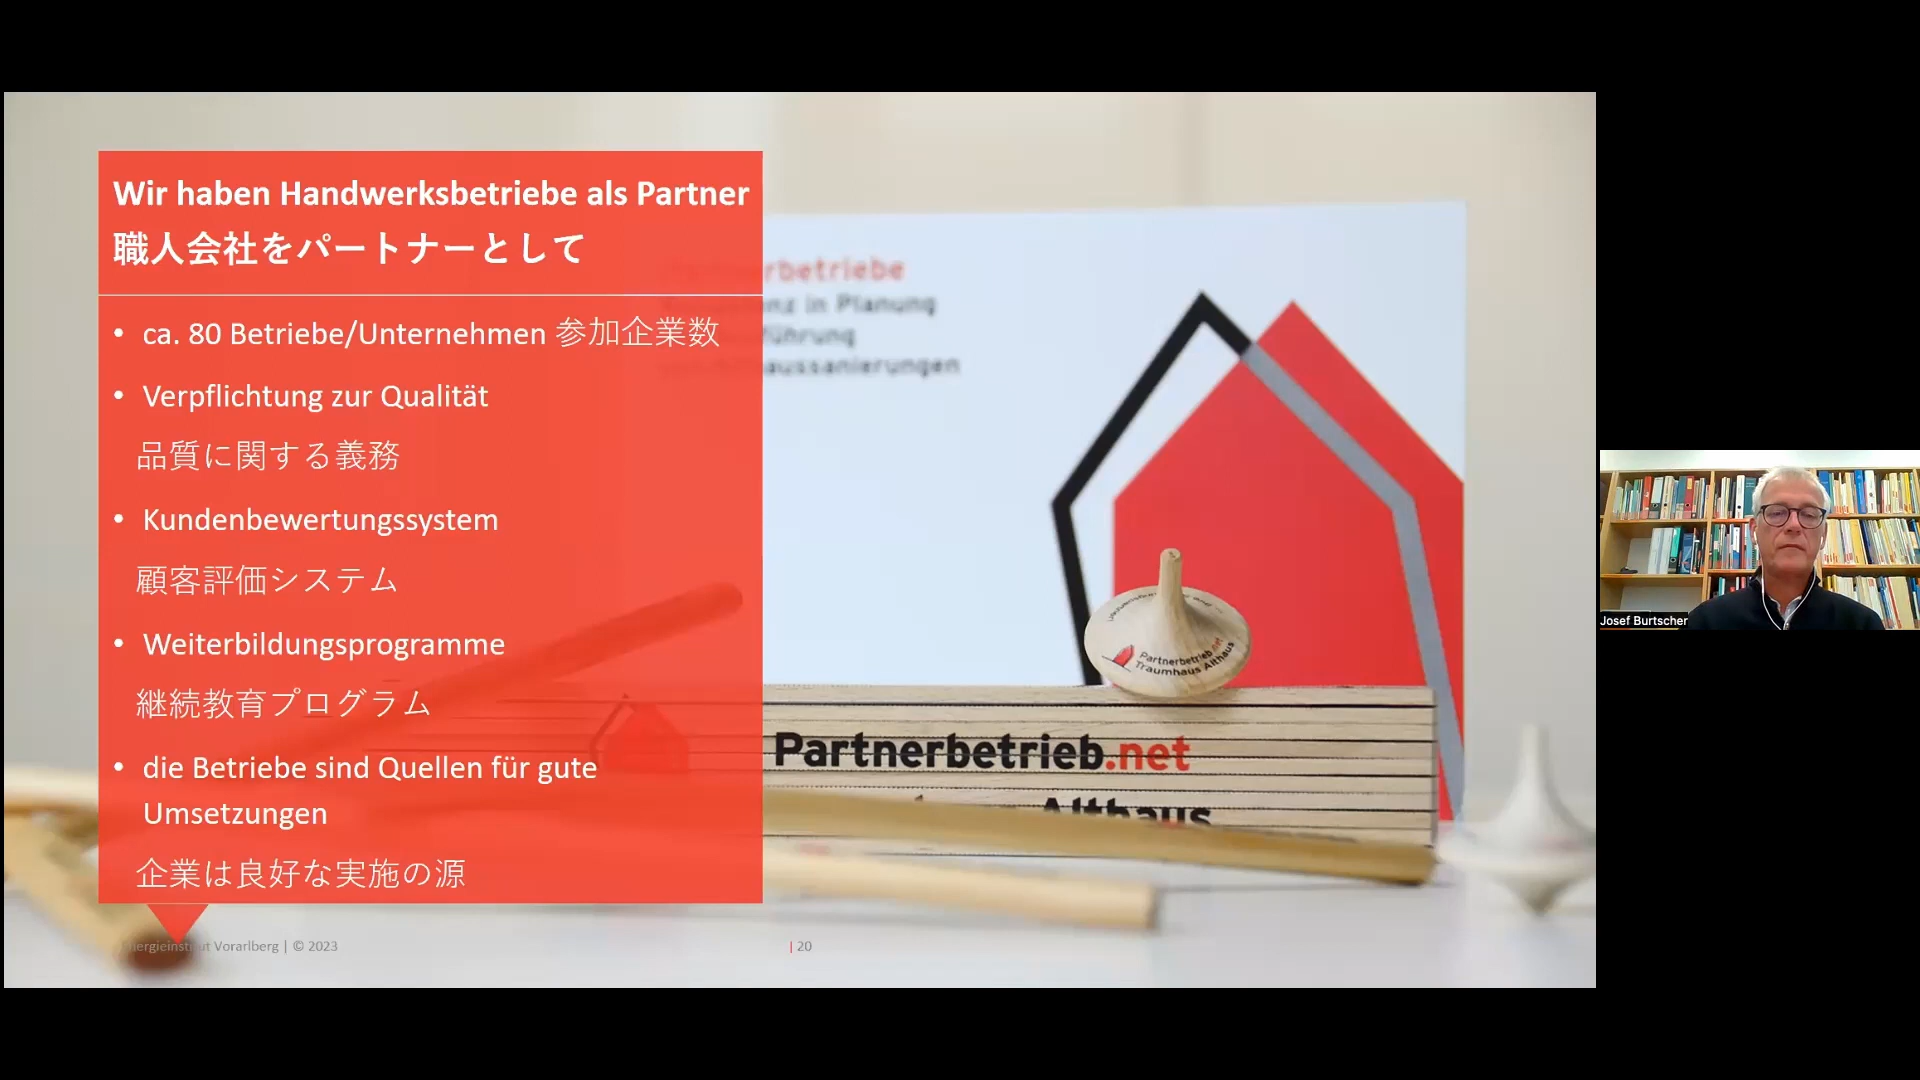 Wir haben Handwerksbetriebe als Partner
職人会社をパートナーとして
• ca. 80 Betriebe/Unternehmen 参加企業数
• Verpflichtung zur Qualität
品質に関する義務
• Kundenbewertungssystem
顧客評価システム
• Weiterbildungsprogramme
継続教育プログラム
• die Betriebe sind Quellen für gute
Umsetzungen
企業は良好な実施の源
Vorarlberg | © 2023
| 20
in Planung
Partnerbetrieb.net
Traumhaus Althaus
Partnerbetrieb.net
Althaus
Josef Burtscher